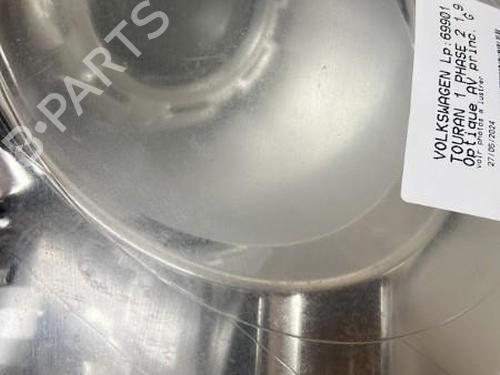 B-PARTS
VOLKSWAGEN Lp:69901
TOURAN 1 PHASE 2 1.9
Optique AV princ. G
voir photos a lustrer
27/05/2024